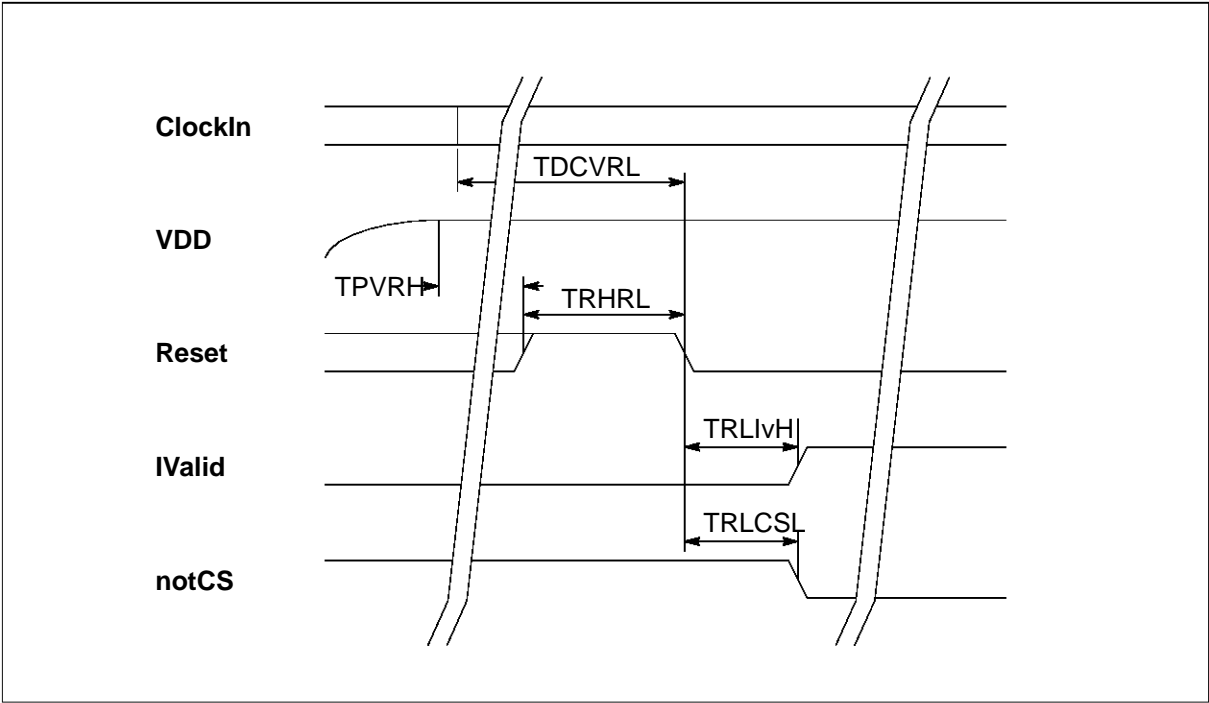 ClockIn
TDCVRL
VDD
TPVRH
TRHRL
Reset
TRLIvH
IValid
TRLCSL
notCS